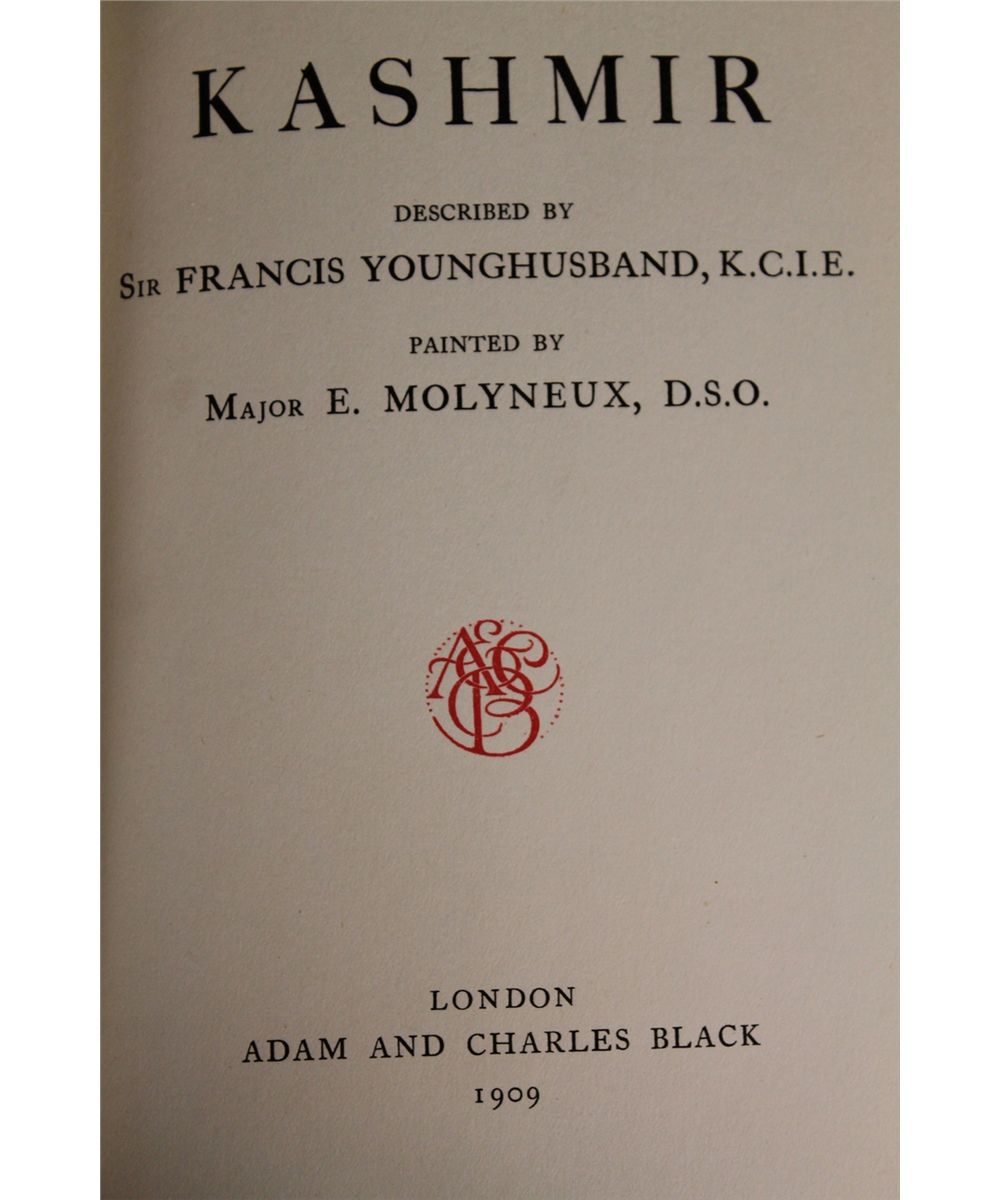 KASHMIR
DESCRIBED BY
SIR FRANCIS YOUNGHUSBAND, K.C.I.E.
PAINTED BY
MAJOR E. MOLYNEUX, D.S.O.
LONDON
ADAM AND CHARLES BLACK
1909